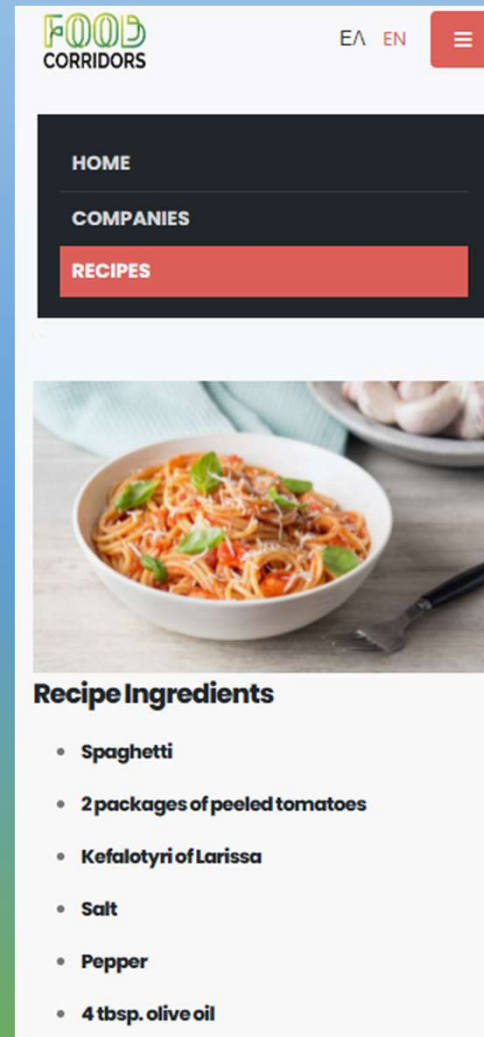 FOOD
CORRIDORS
ΕΛ EN
HOME
COMPANIES
RECIPES
Recipe Ingredients
Spaghetti
2 packages of peeled tomatoes
Kefalotyri of Larissa
Salt
Pepper
4 tbsp. olive oil